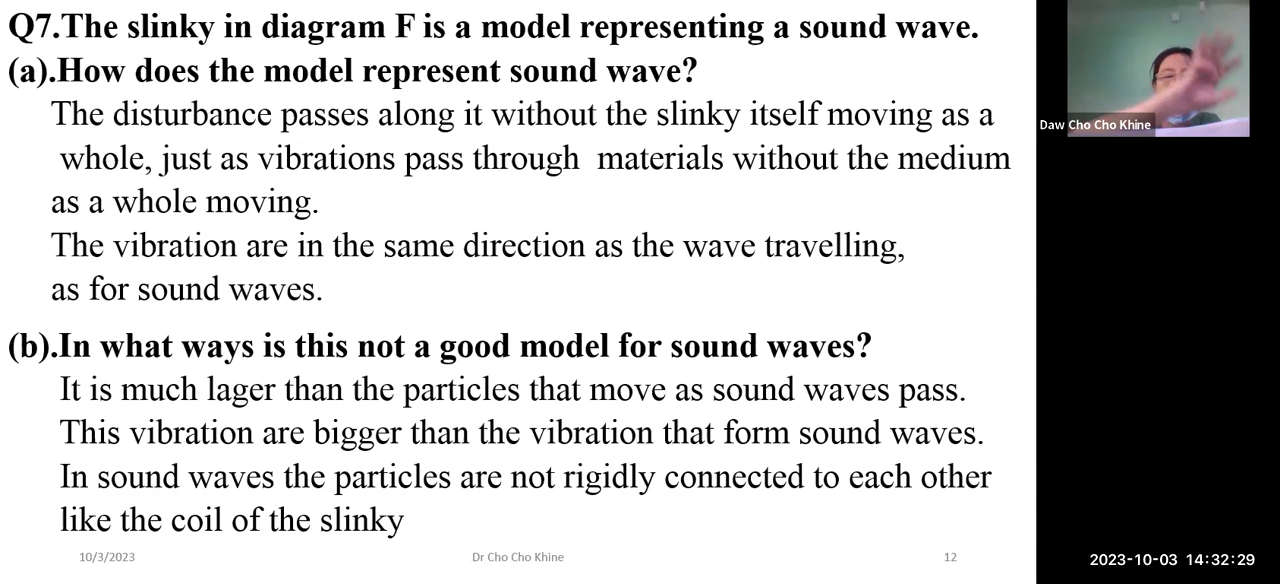 Q7.The slinky in diagram F is a model representing a sound wave.
(a).How does the model represent sound wave?
The disturbance passes along it without the slinky itself moving as a
whole, just as vibrations pass through materials without the medium
as a whole moving.
The vibration are in the same direction as the wave travelling,
as for sound waves.
(b).In what ways is this not a good model for sound waves?
It is much lager than the particles that move as sound waves pass.
This vibration are bigger than the vibration that form sound waves.
In sound waves the particles are not rigidly connected to each other
like the coil of the slinky
10/3/2023
Dr Cho Cho Khine
12
Daw Cho Cho Khine
2023-10-03 14:32:29